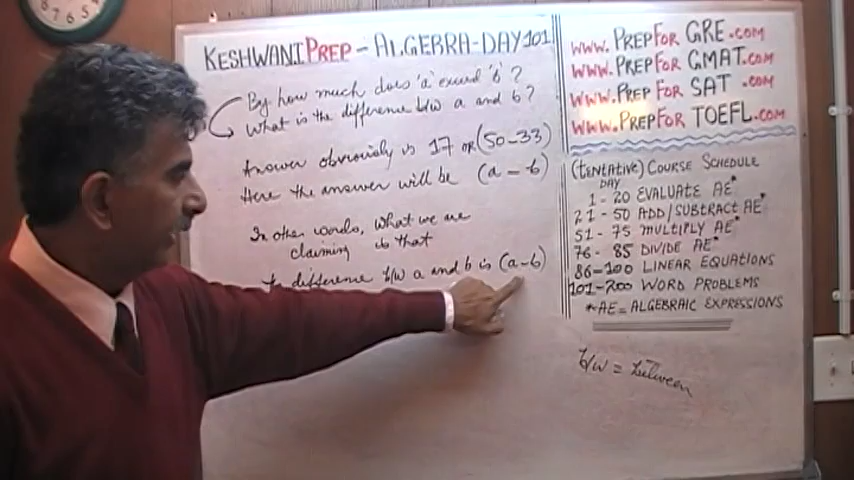 KESHWANI PREP - ALGEBRA - DAY 101
By how much does 'a' exceed 'b' ?
What is the difference b/w a and b ?
Answer obviously is 17 or (50-33)
Here the answer will be (a - b)
In other words, what we are
claiming is that
difference b/w a and b is (a-b)
www. PREPFOR GRE .COM
www. PREPFOR GMAT.COM
www. PREP FOR SAT .COM
www.PREPFOR TOEFL.COM
(TENTATIVE) COURSE SCHEDULE
DAY
1 - 20 EVALUATE AE*
21 - 50 ADD/SUBTRACT AE*
51 - 75 MULTIPLY AE*
76 - 85 DIVIDE AE*
86-100 LINEAR EQUATIONS
101-200 WORD PROBLEMS
*AE = ALGEBRAIC EXPRESSIONS
b/w = between
7 6 5